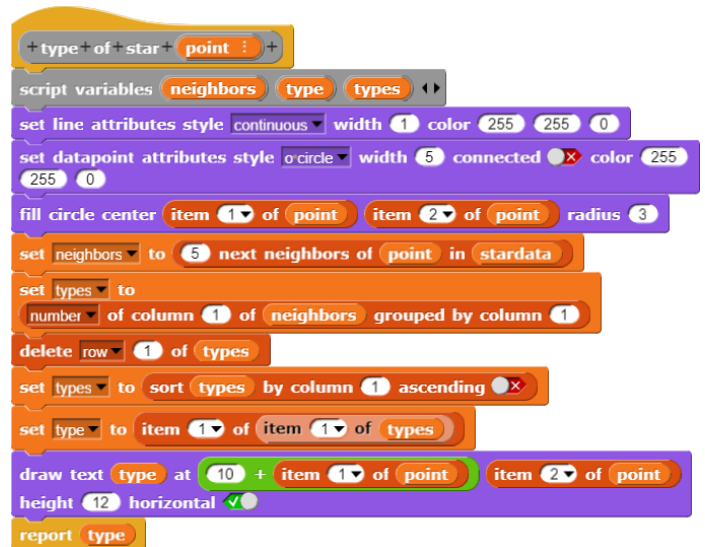 + type + of + star + point ⋮ +
script variables neighbors type types
set line attributes style continuous width 1 color 255 255 0
set datapoint attributes style o:circle width 5 connected color 255
255 0
fill circle center item 1 of point item 2 of point radius 3
set neighbors to 5 next neighbors of point in stardata
set types to
number of column 1 of neighbors grouped by column 1
delete row 1 of types
set types to sort types by column 1 ascending
set type to item 1 of item 1 of types
draw text type at 10 + item 1 of point item 2 of point
height 12 horizontal
report type